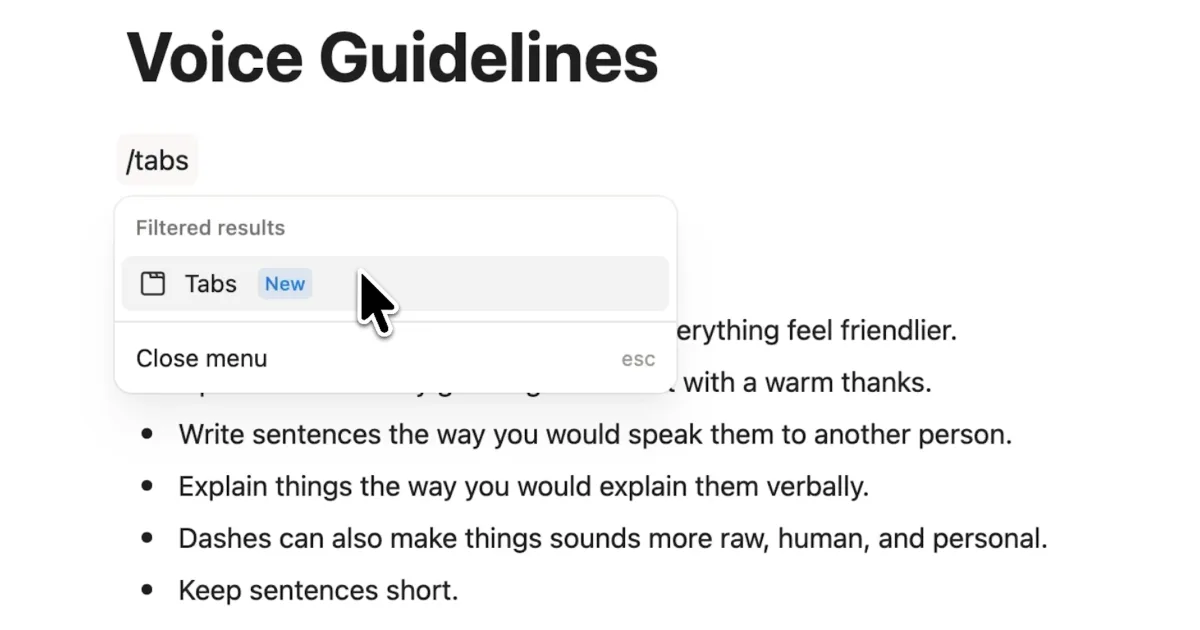 Voice Guidelines
/tabs
Filtered results
Tabs New
erything feel friendlier.
Close menu esc
with a warm thanks.
Write sentences the way you would speak them to another person.
Explain things the way you would explain them verbally.
Dashes can also make things sounds more raw, human, and personal.
Keep sentences short.